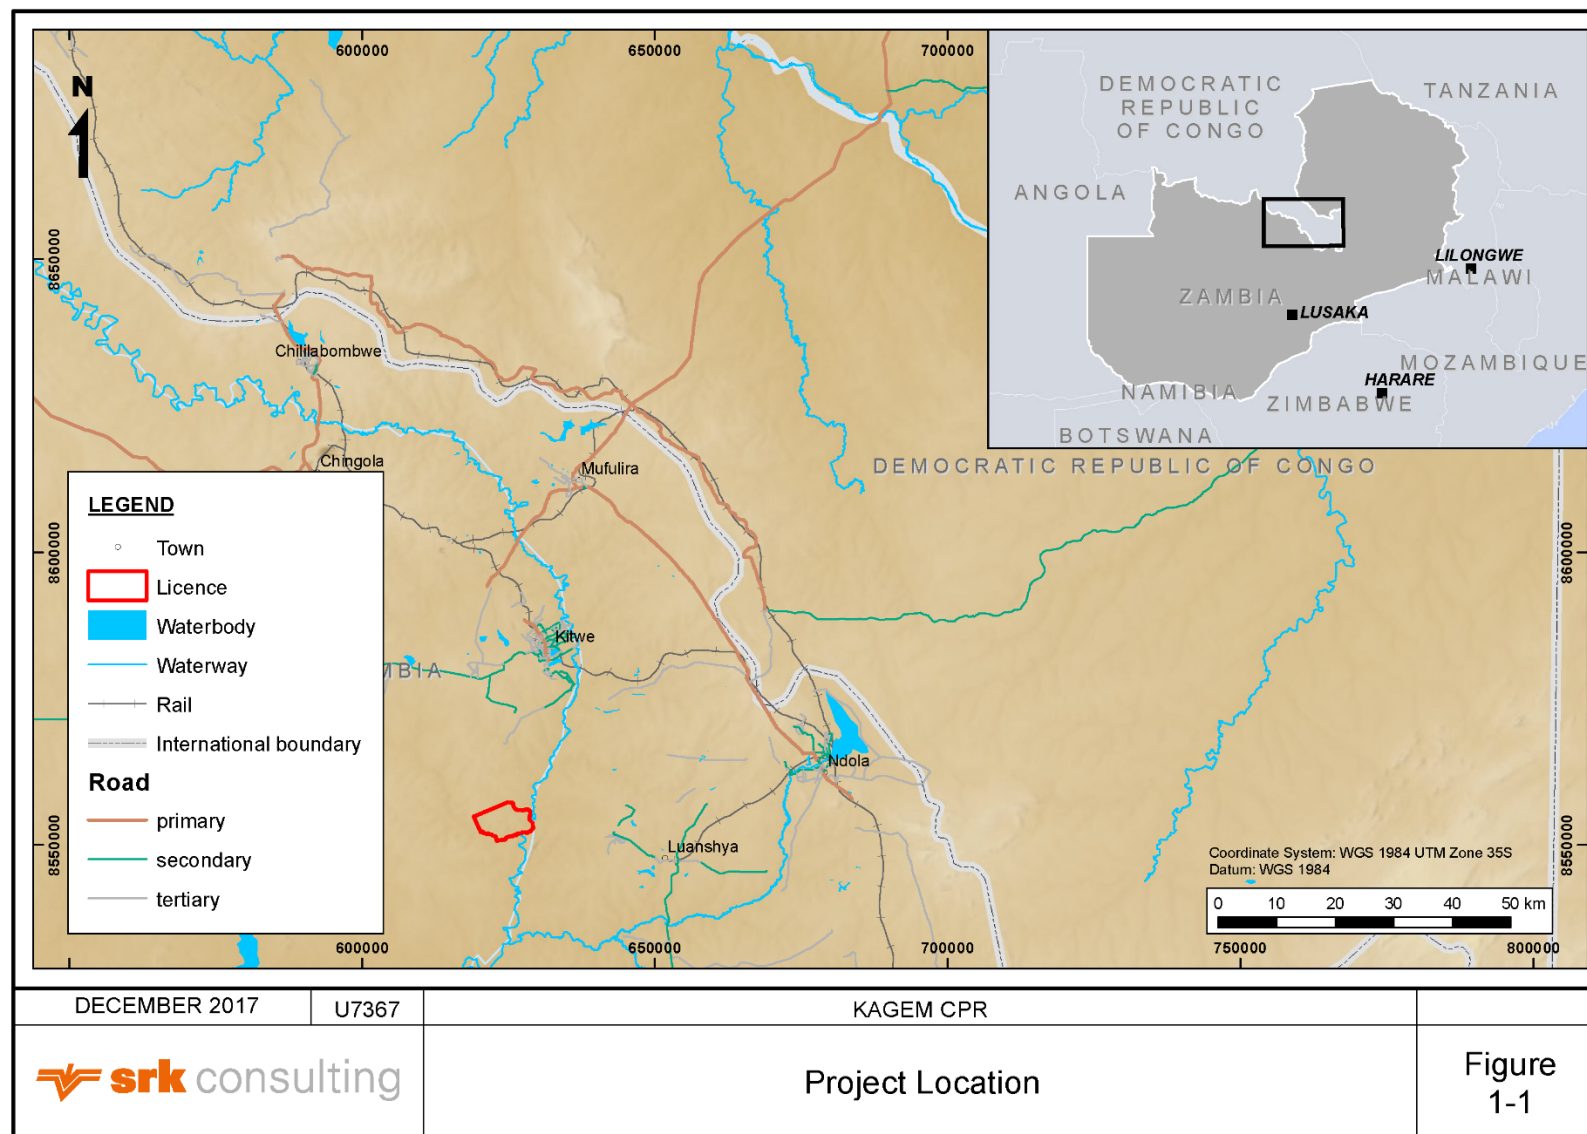 600000
650000
700000
N
8650000
8600000
8550000
Chililabombwe
Chingola
Mufulira
Kitwe
MBIA
Ndola
Luanshya
DEMOCRATIC REPUBLIC OF CONGO
DEMOCRATIC
REPUBLIC
OF CONGO
TANZANIA
ANGOLA
LILONGWE
MALAWI
ZAMBIA
LUSAKA
MOZAMBIQUE
HARARE
NAMIBIA
ZIMBABWE
BOTSWANA
LEGEND
Town
Licence
Waterbody
Waterway
Rail
International boundary
Road
primary
secondary
tertiary
8600000
8550000
Coordinate System: WGS 1984 UTM Zone 35S
Datum: WGS 1984
0 10 20 30 40 50 km
600000
650000
700000
750000
800000
DECEMBER 2017
U7367
KAGEM CPR
srk consulting
Project Location
Figure
1-1